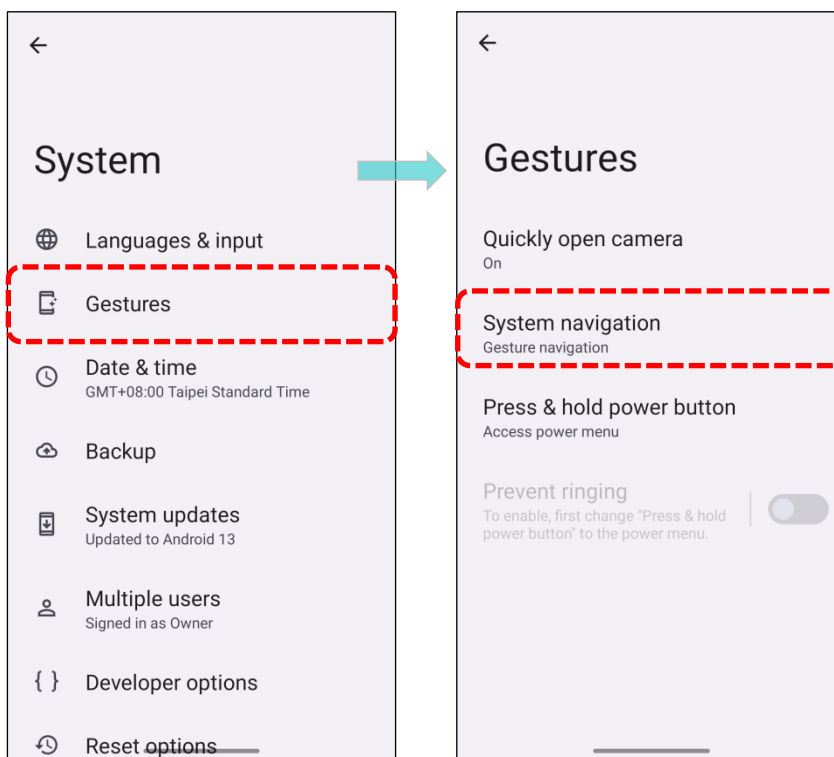 System
Languages & input
Gestures
Date & time
GMT+08:00 Taipei Standard Time
Backup
System updates
Updated to Android 13
Multiple users
Signed in as Owner
{ } Developer options
Reset options
Gestures
Quickly open camera
On
System navigation
Gesture navigation
Press & hold power button
Access power menu
Prevent ringing
To enable, first change "Press & hold
power button" to the power menu.